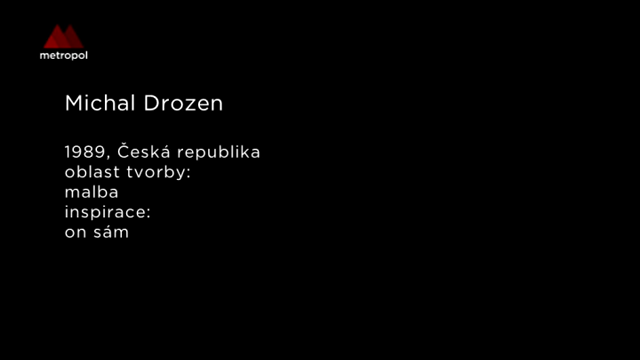 metropol
Michal Drozen
1989, Česká republika
oblast tvorby:
malba
inspirace:
on sám